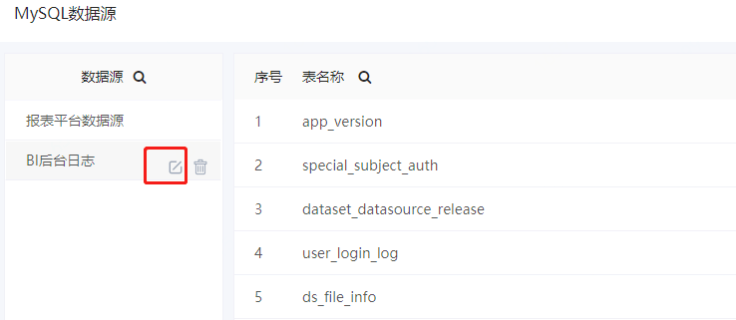 MySQL数据源
数据源
报表平台数据源
BI后台日志
序号 表名称
1 app_version
2 special_subject_auth
3 dataset_datasource_release
4 user_login_log
5 ds_file_info